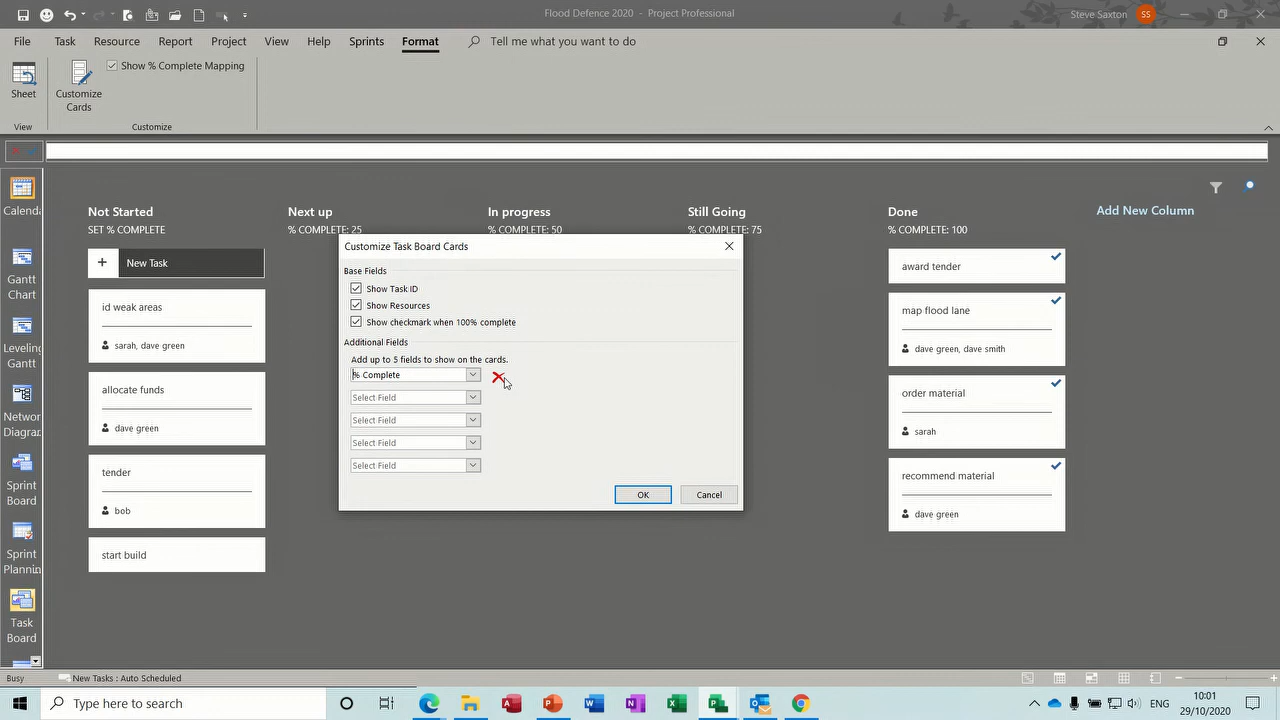 Flood Defence 2020 - Project Professional
Steve Saxton
SS
File
Task
Resource
Report
Project
View
Help
Sprints
Format
Tell me what you want to do
Sheet
Customize
Cards
Show % Complete Mapping
View
Customize
Calenda
Gantt
Chart
Leveling
Gantt
Network
Diagra
Sprint
Board
Sprint
Planning
Task
Board
Not Started
SET % COMPLETE
New Task
id weak areas
sarah, dave green
allocate funds
dave green
tender
bob
start build
Next up
% COMPLETE: 25
In progress
% COMPLETE: 50
Still Going
% COMPLETE: 75
Done
% COMPLETE: 100
award tender
map flood lane
dave green, dave smith
order material
sarah
recommend material
dave green
Add New Column
Customize Task Board Cards
Base Fields
Show Task ID
Show Resources
Show checkmark when 100% complete
Additional Fields
Add up to 5 fields to show on the cards.
% Complete
Select Field
Select Field
Select Field
Select Field
OK
Cancel
Busy
New Tasks : Auto Scheduled
Type here to search
ENG
10:01
29/10/2020